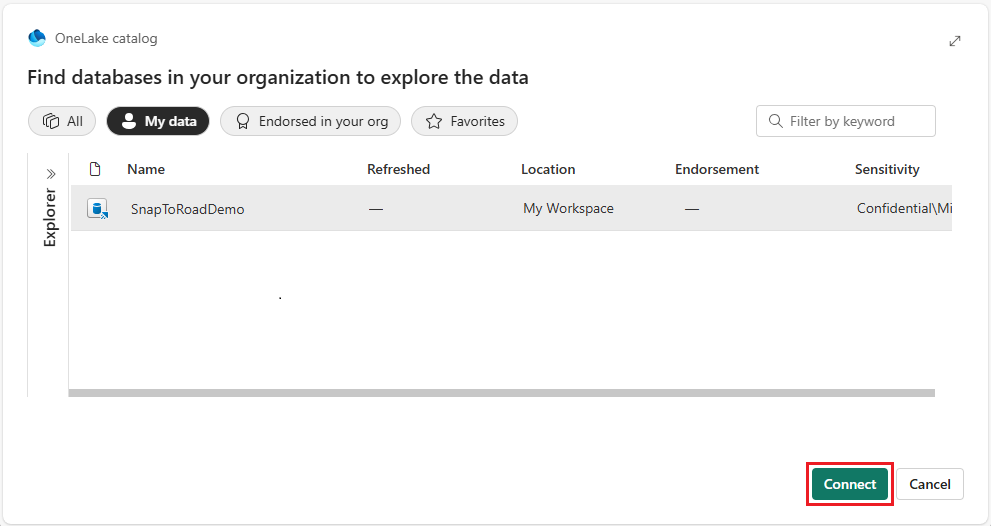 OneLake catalog
Find databases in your organization to explore the data
All My data Endorsed in your org Favorites Filter by keyword
Explorer
Name Refreshed Location Endorsement Sensitivity
SnapToRoadDemo — My Workspace — Confidential\Mi
Connect Cancel